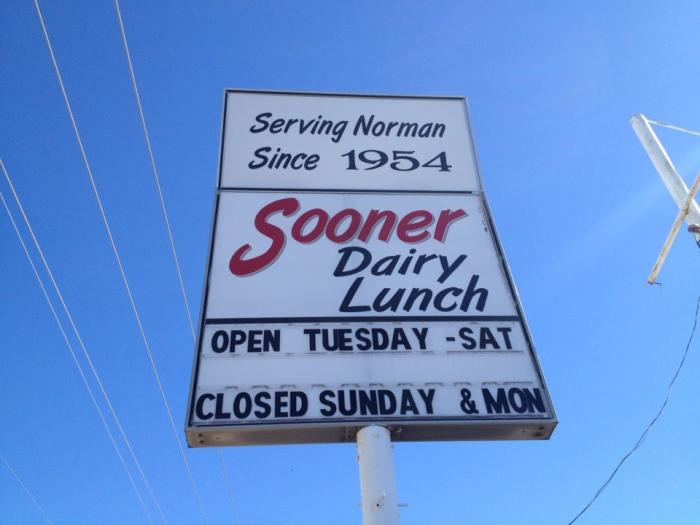 Serving Norman
Since 1954
Sooner
Dairy
Lunch
OPEN TUESDAY - SAT
CLOSED SUNDAY & MON